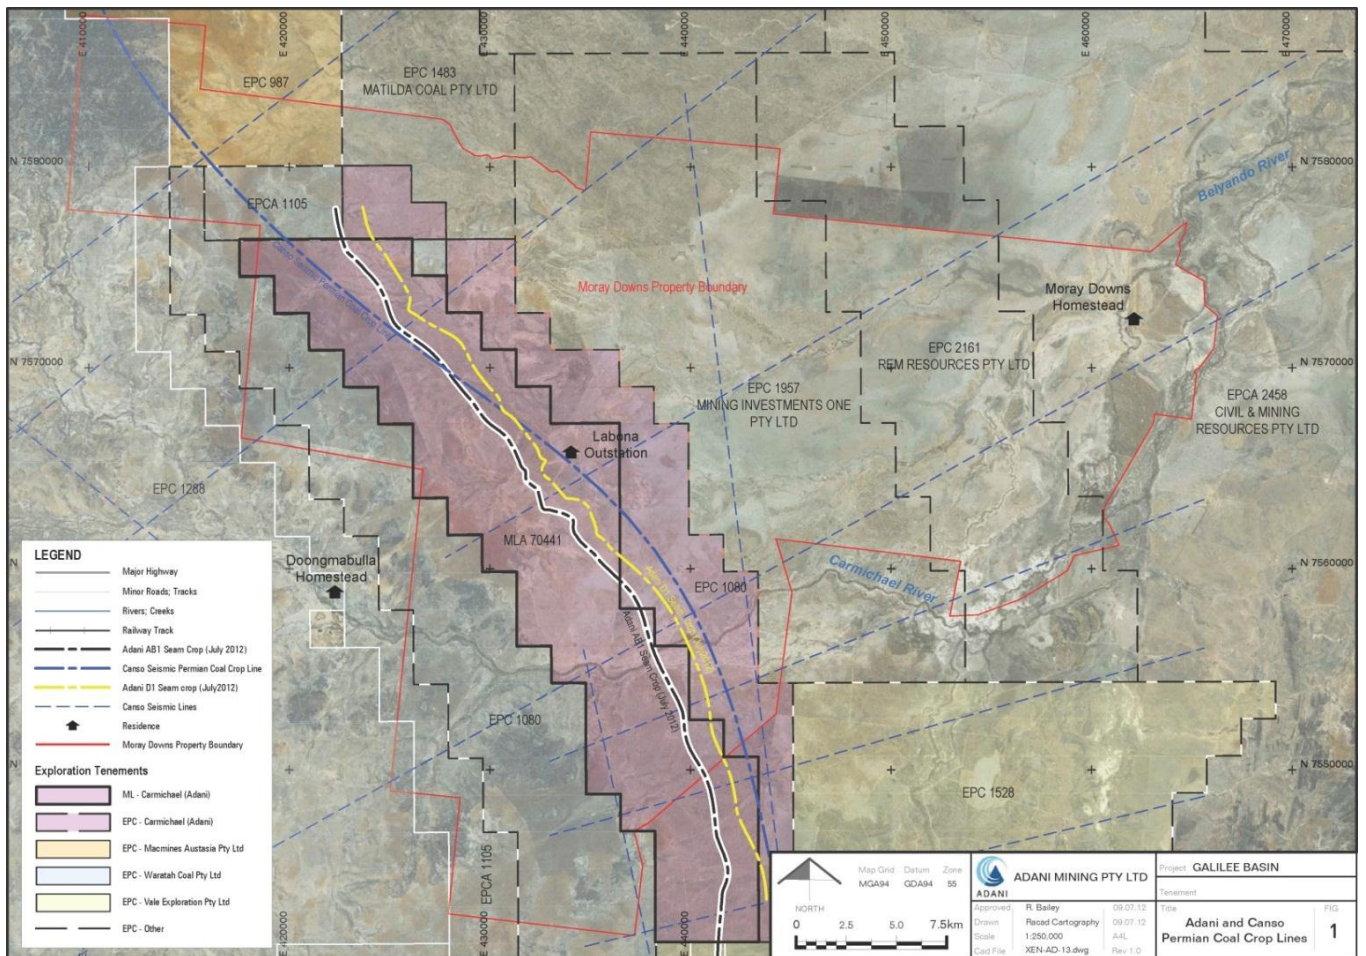 E 410000
E 420000
E 430000
E 440000
E 450000
E 460000
E 470000
EPC 987
EPC 1483
MATILDA COAL PTY LTD
N 7580000
N 7580000
Belyando River
EPCA 1105
Canso Seismic Permian Coal Crop Line
Moray Downs Property Boundary
Moray Downs
Homestead
N 7570000
N 7570000
EPC 2161
REM RESOURCES PTY LTD
EPC 1957
MINING INVESTMENTS ONE
PTY LTD
EPCA 2458
CIVIL & MINING
RESOURCES PTY LTD
Labona
Outstation
EPC 1288
MLA 70441
Doongmabulla
Homestead
EPC 1080
Carmichael River
N 7560000
Adani AB1 Seam Crop (July 2012)
EPC 1080
N 7550000
EPC 1528
EPCA 1105
E 420000
E 430000
E 440000
LEGEND
Major Highway
Minor Roads; Tracks
Rivers; Creeks
Railway Track
Adani AB1 Seam Crop (July 2012)
Canso Seismic Permian Coal Crop Line
Adani D1 Seam crop (July2012)
Canso Seismic Lines
Residence
Moray Downs Property Boundary
Exploration Tenements
ML - Carmichael (Adani)
EPC - Carmichael (Adani)
EPC - Macmines Austasia Pty Ltd
EPC - Waratah Coal Pty Ltd
EPC - Vale Exploration Pty Ltd
EPC - Other
NORTH
Map Grid Datum Zone
MGA94 GDA94 55
0 2.5 5.0 7.5km
ADANI
ADANI MINING PTY LTD
Approved R. Bailey 09.07.12
Drawn Racad Cartography 09.07.12
Scale 1:250,000 A4L
Cad File XEN-AD-13.dwg Rev 1.0
Project GALILEE BASIN
Tenement
Title
Adani and Canso
Permian Coal Crop Lines
FIG
1